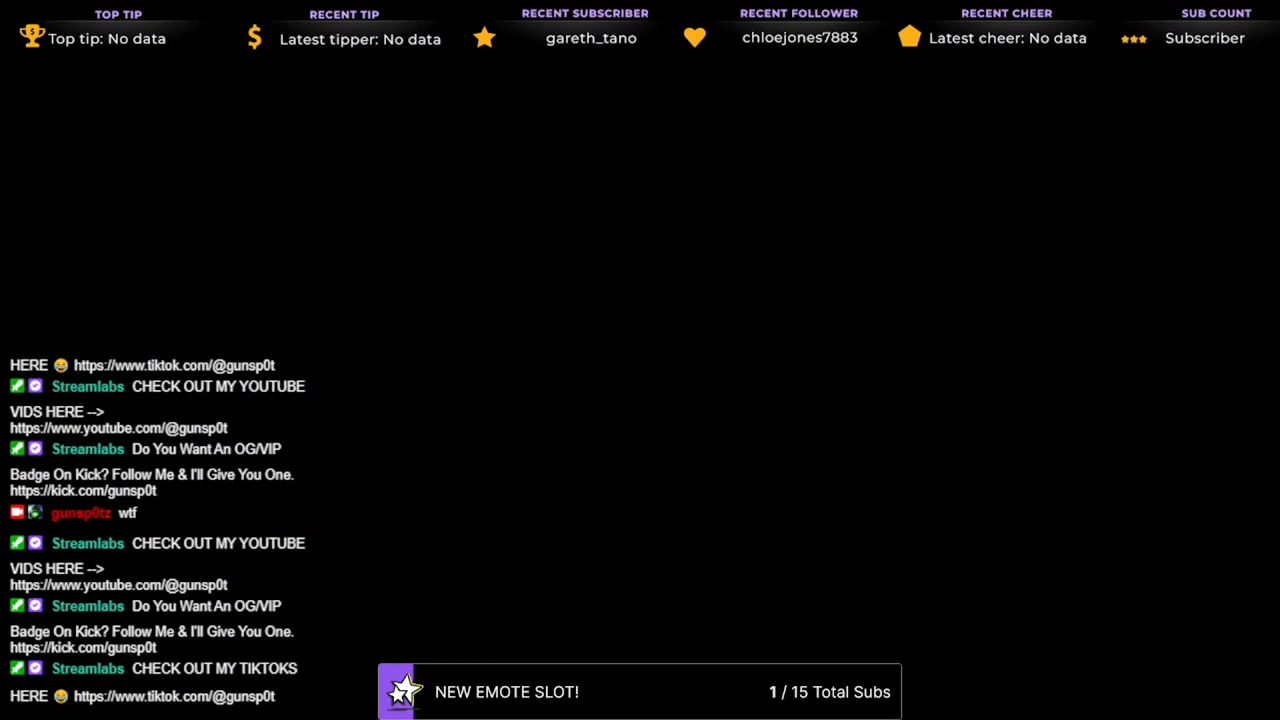 TOP TIP
Top tip: No data
RECENT TIP
Latest tipper: No data
RECENT SUBSCRIBER
gareth_tano
RECENT FOLLOWER
chloejones7883
RECENT CHEER
Latest cheer: No data
SUB COUNT
Subscriber
HERE 😂 https://www.tiktok.com/@gunsp0t
Streamlabs CHECK OUT MY YOUTUBE
VIDS HERE -->
https://www.youtube.com/@gunsp0t
Streamlabs Do You Want An OG/VIP
Badge On Kick? Follow Me & I'll Give You One.
https://kick.com/gunsp0t
gunsp0tz wtf
Streamlabs CHECK OUT MY YOUTUBE
VIDS HERE -->
https://www.youtube.com/@gunsp0t
Streamlabs Do You Want An OG/VIP
Badge On Kick? Follow Me & I'll Give You One.
https://kick.com/gunsp0t
Streamlabs CHECK OUT MY TIKTOKS
HERE 😂 https://www.tiktok.com/@gunsp0t
NEW EMOTE SLOT! 1 / 15 Total Subs